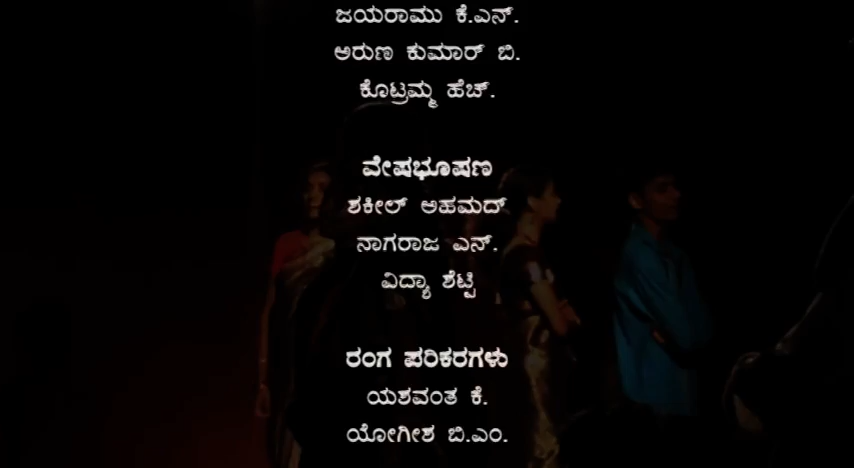 ಜಯರಾಮು ಕೆ.ಎನ್.
ಅರುಣ ಕುಮಾರ್ ಬಿ.
ಕೊಟ್ರಮ್ಮ ಹೆಚ್.
ವೇಷಭೂಷಣ
ಶಕೀಲ್ ಅಹಮದ್
ನಾಗರಾಜ ಎನ್.
ವಿದ್ಯಾ ಶೆಟ್ಟಿ
ರಂಗ ಪರಿಕರಗಳು
ಯಶವಂತ ಕೆ.
ಯೋಗೀಶ ಬಿ.ಎಂ.